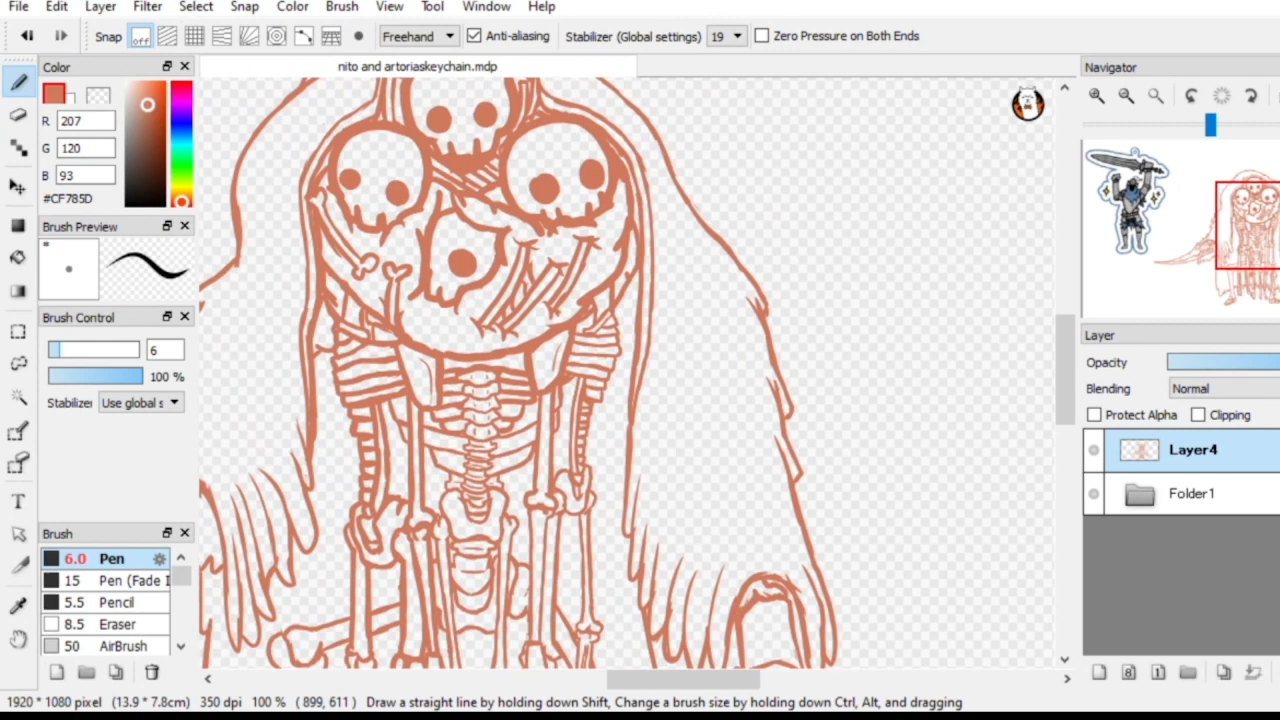 File Edit Layer Filter Select Snap Color Brush View Tool Window Help
Snap off Freehand Anti-aliasing Stabilizer (Global settings) 19 Zero Pressure on Both Ends
Color
nito and artoriaskeychain.mdp
Navigator
R 207
G 120
B 93
#CF785D
Brush Preview
Brush Control
6
100 %
Stabilizer Use global s
Layer
Opacity
Blending Normal
Protect Alpha Clipping
Layer4
Folder1
Brush
6.0 Pen
15 Pen (Fade I
5.5 Pencil
8.5 Eraser
50 AirBrush
8 1
1920 * 1080 pixel (13.9 * 7.8cm) 350 dpi 100 % ( 899, 611 ) Draw a straight line by holding down Shift, Change a brush size by holding down Ctrl, Alt, and dragging